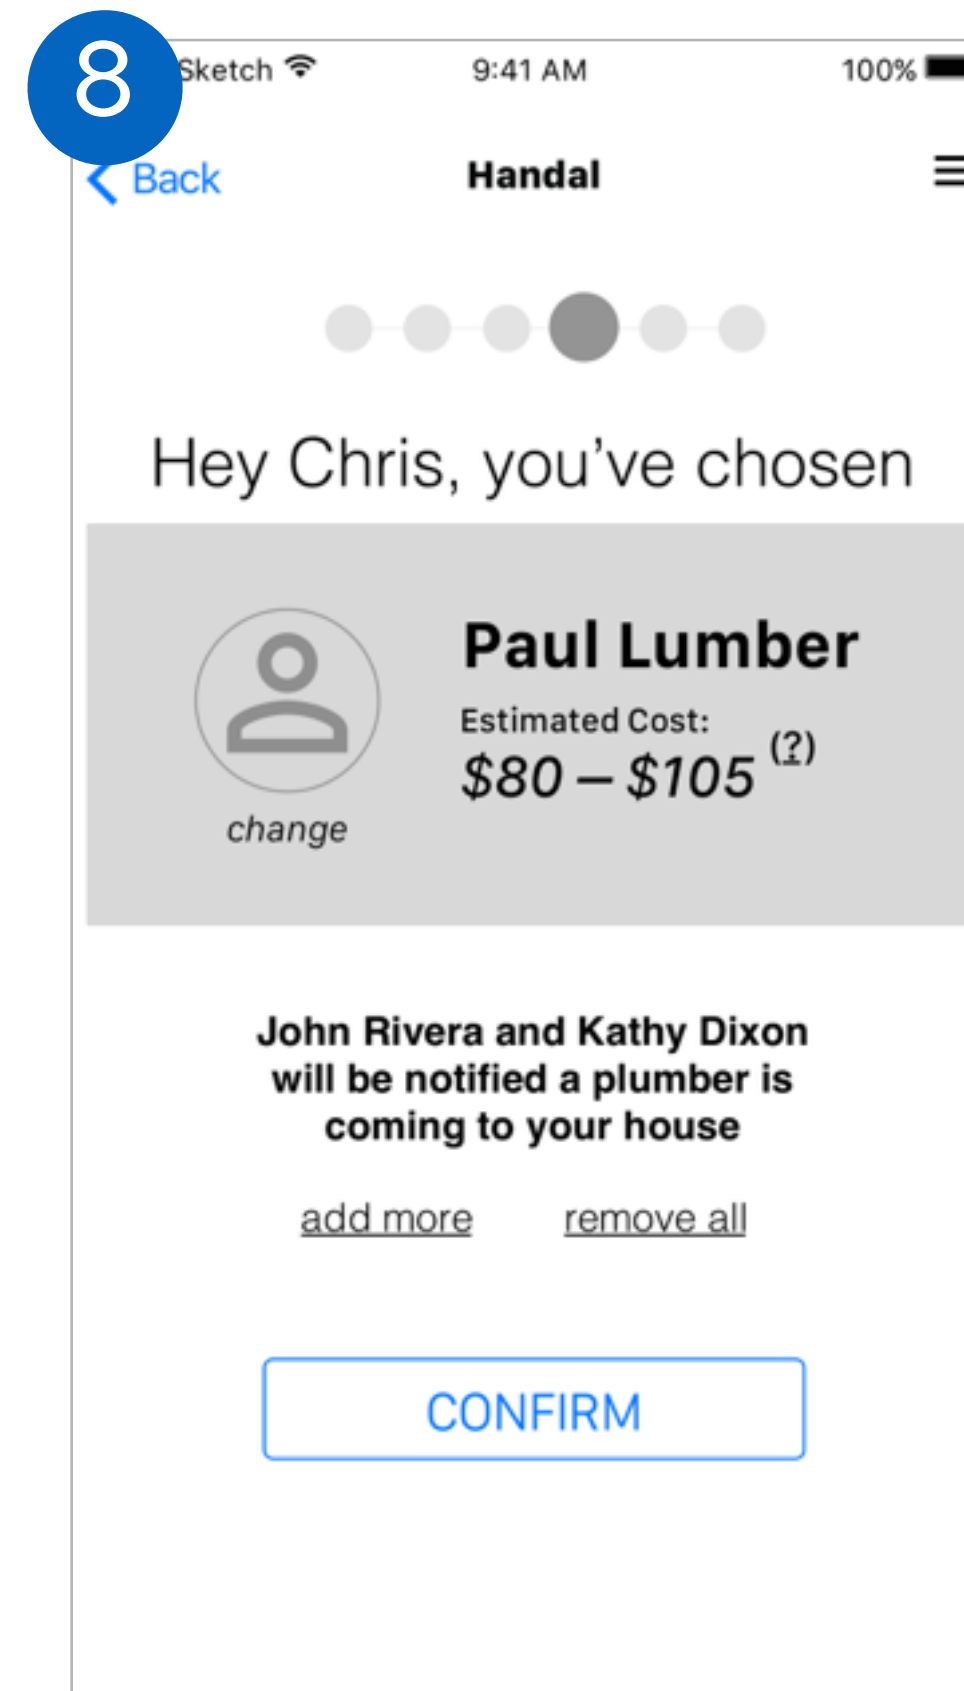 8
Sketch 9:41 AM 100%
Back Handal
Hey Chris, you've chosen
Paul Lumber
Estimated Cost:
$80 – $105 (?)
change
John Rivera and Kathy Dixon
will be notified a plumber is
coming to your house
add more remove all
CONFIRM